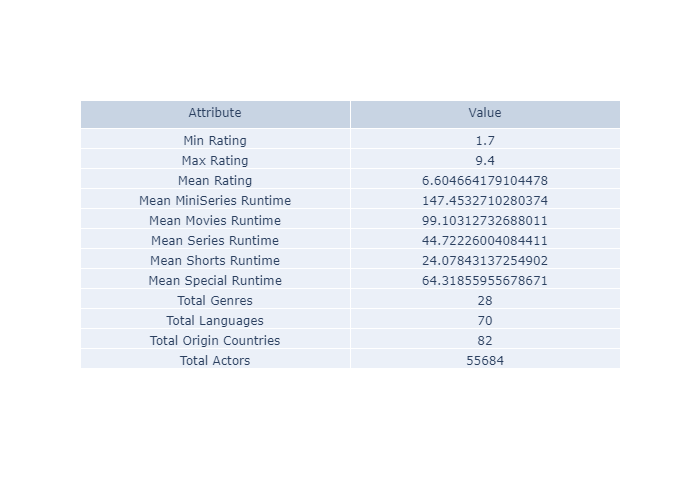 Attribute Value
Min Rating 1.7
Max Rating 9.4
Mean Rating 6.604664179104478
Mean MiniSeries Runtime 147.4532710280374
Mean Movies Runtime 99.10312732688011
Mean Series Runtime 44.72226004084411
Mean Shorts Runtime 24.07843137254902
Mean Special Runtime 64.31855955678671
Total Genres 28
Total Languages 70
Total Origin Countries 82
Total Actors 55684